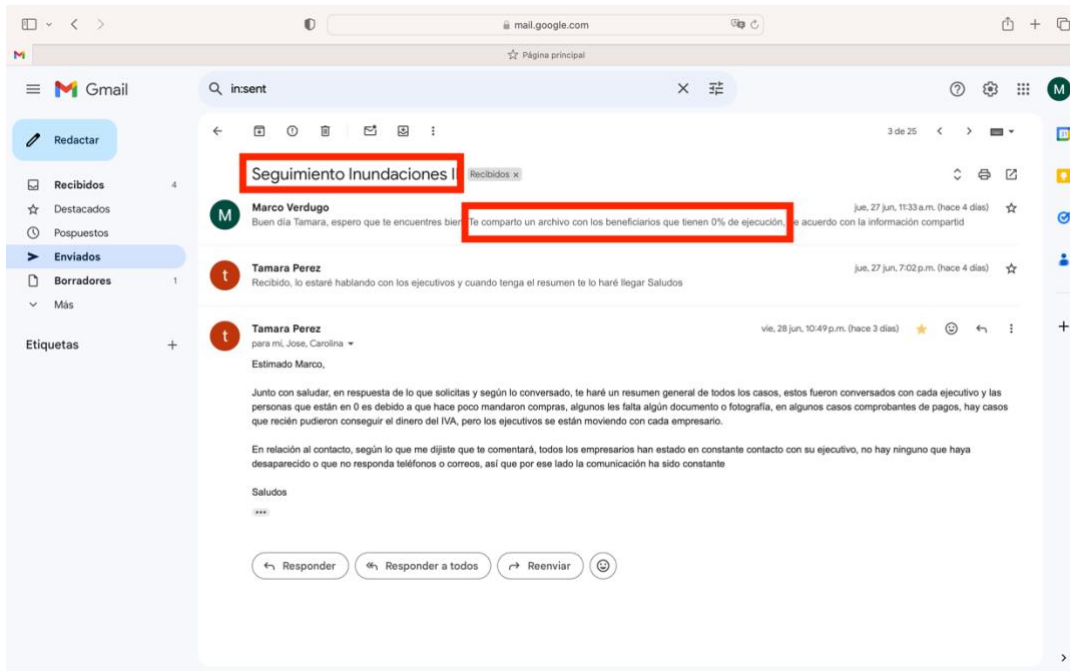 mail.google.com
Página principal
Gmail
in:sent
M
Redactar
3 de 25
Recibidos 4
Destacados
Pospuestos
Enviados
Borradores 1
Más
Etiquetas
Seguimiento Inundaciones I
Recibidos x
M
Marco Verdugo
jue, 27 jun, 11:33 a.m. (hace 4 días)
Buen día Tamara, espero que te encuentres bien Te comparto un archivo con los beneficiarios que tienen 0% de ejecución, de acuerdo con la información compartid
t
Tamara Perez
jue, 27 jun, 7:02 p.m. (hace 4 días)
Recibido, lo estaré hablando con los ejecutivos y cuando tenga el resumen te lo haré llegar Saludos
t
Tamara Perez
vie, 28 jun, 10:49 p.m. (hace 3 días)
para mí, Jose, Carolina
Estimado Marco,
Junto con saludar, en respuesta de lo que solicitas y según lo conversado, te haré un resumen general de todos los casos, estos fueron conversados con cada ejecutivo y las
personas que están en 0 es debido a que hace poco mandaron compras, algunos les falta algún documento o fotografía, en algunos casos comprobantes de pagos, hay casos
que recién pudieron conseguir el dinero del IVA, pero los ejecutivos se están moviendo con cada empresario.
En relación al contacto, según lo que me dijiste que te comentará, todos los empresarios han estado en constante contacto con su ejecutivo, no hay ninguno que haya
desaparecido o que no responda teléfonos o correos, así que por ese lado la comunicación ha sido constante
Saludos
Responder
Responder a todos
Reenviar